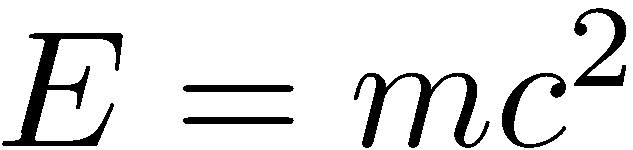 E = mc²